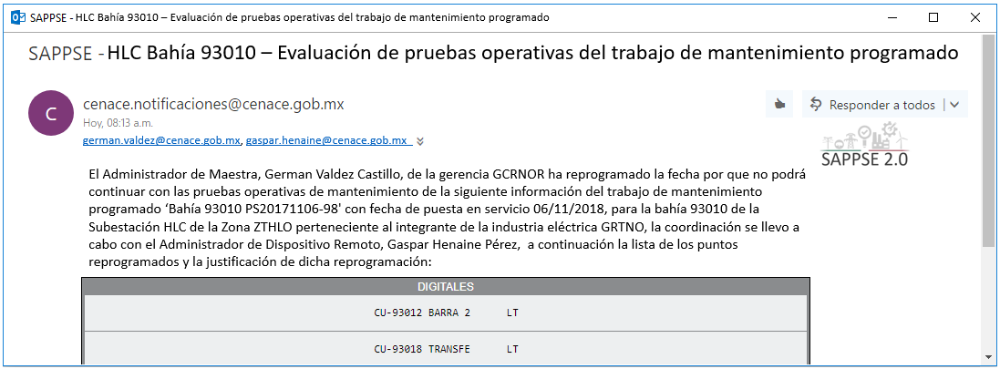 SAPPSE - HLC Bahía 93010 – Evaluación de pruebas operativas del trabajo de mantenimiento programado
SAPPSE - HLC Bahía 93010 – Evaluación de pruebas operativas del trabajo de mantenimiento programado
C
cenace.notificaciones@cenace.gob.mx
Hoy, 08:13 a.m.
german.valdez@cenace.gob.mx, gaspar.henaine@cenace.gob.mx
Responder a todos
SAPPSE 2.0
El Administrador de Maestra, German Valdez Castillo, de la gerencia GCRNOR ha reprogramado la fecha por que no podrá
continuar con las pruebas operativas de mantenimiento de la siguiente información del trabajo de mantenimiento
programado ‘Bahía 93010 PS20171106-98' con fecha de puesta en servicio 06/11/2018, para la bahía 93010 de la
Subestación HLC de la Zona ZTHLO perteneciente al integrante de la industria eléctrica GRTNO, la coordinación se llevo a
cabo con el Administrador de Dispositivo Remoto, Gaspar Henaine Pérez, a continuación la lista de los puntos
reprogramados y la justificación de dicha reprogramación:
DIGITALES
CU-93012 BARRA 2 LT
CU-93018 TRANSFE LT